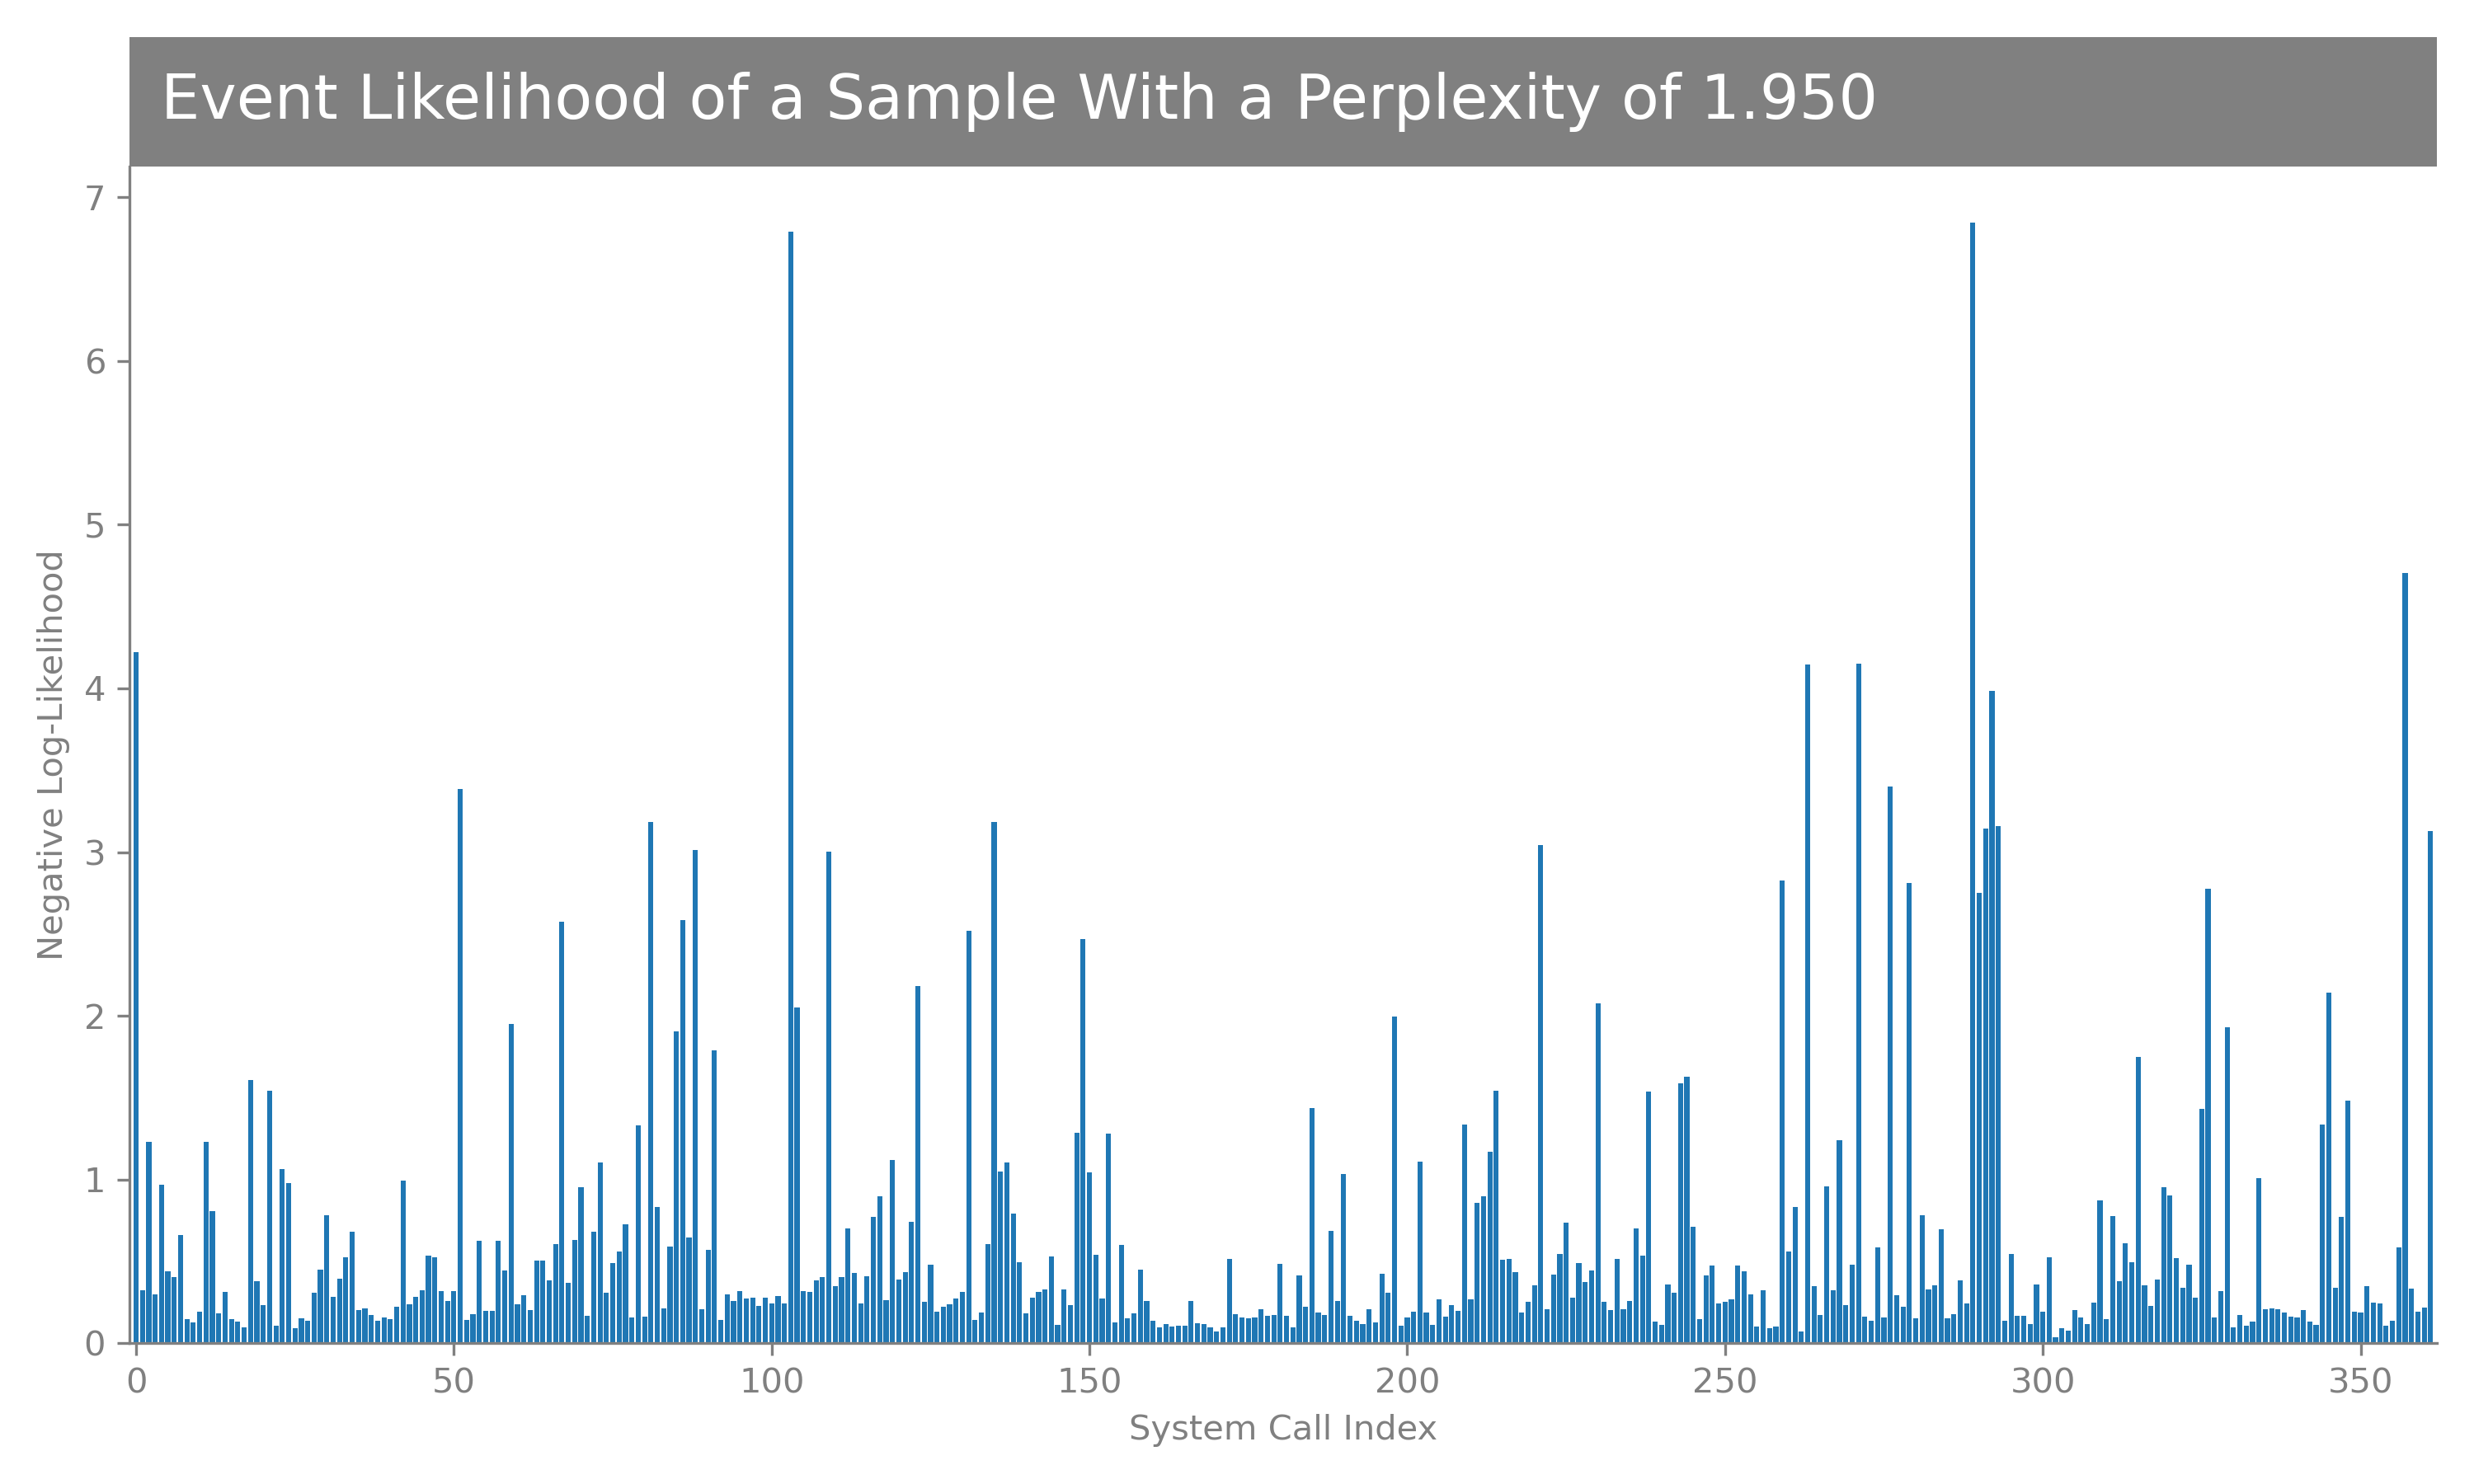 Event Likelihood of a Sample With a Perplexity of 1.950
7
6
5
4
3
2
1
0
Negative Log-Likelihood
0 50 100 150 200 250 300 350
System Call Index